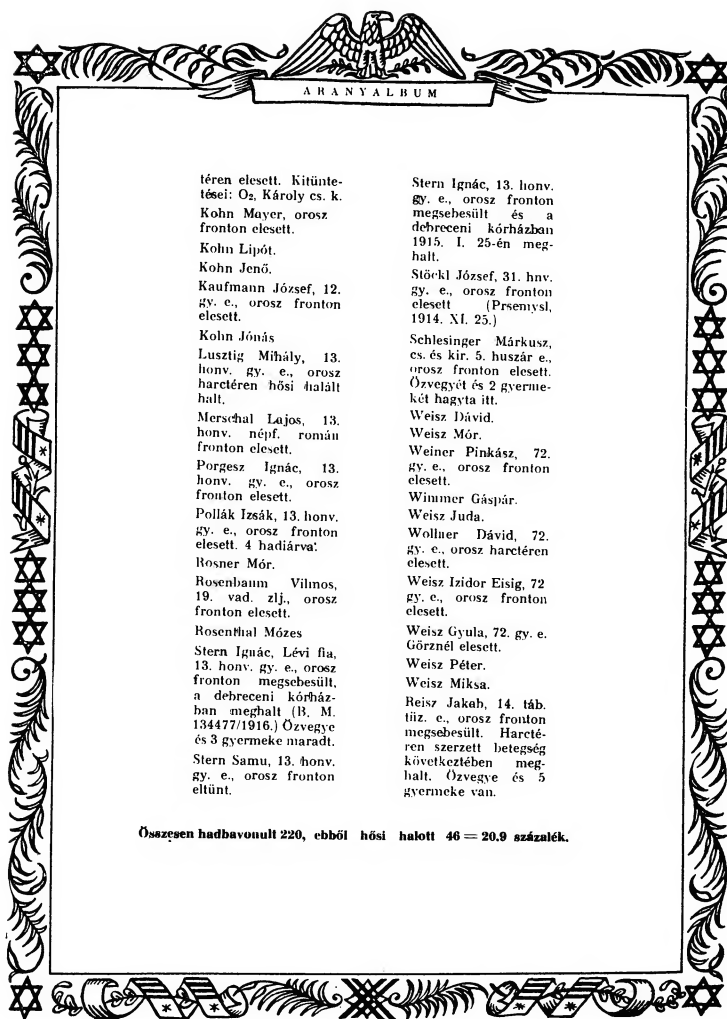 ARANYALBUM
téren elesett. Kitünte-
tései: O₂, Károly cs. k.
Kohn Mayer, orosz
fronton elesett.
Kohn Lipót.
Kohn Jenő.
Kaufmann József, 12.
gy. e., orosz fronton
elesett.
Kohn Jónás
Lusztig Mihály, 13.
honv. gy. e., orosz
harctéren hősi halált
halt.
Merschal Lajos, 13.
honv. népf. román
fronton elesett.
Porgesz Ignác, 13.
honv. gy. e., orosz
fronton elesett.
Pollák Izsák, 13. honv.
gy. e., orosz fronton
elesett. 4 hadiárva!
Rosner Mór.
Rosenbaum Vilmos,
19. vad. zlj., orosz
fronton elesett.
Rosenthal Mózes
Stern Ignác, Lévi fia,
13. honv. gy. e., orosz
fronton megsebesült,
a debreceni kórház-
ban meghalt (B. M.
134477/1916.) Özvegye
és 3 gyermeke maradt.
Stern Samu, 13. honv.
gy. e., orosz fronton
eltünt.
Stern Ignác, 13. honv.
gy. e., orosz fronton
megsebesült és a
debreceni kórházban
1915. I. 25-én meg-
halt.
Stöckl József, 31. hnv.
gy. e., orosz fronton
elesett (Prsemysl,
1914. XI. 25.)
Schlesinger Márkusz,
cs. és kir. 5. huszár e.,
orosz fronton elesett.
Özvegyét és 2 gyerme-
két hagyta itt.
Weisz Dávid.
Weisz Mór.
Weiner Pinkász, 72.
gy. e., orosz fronton
elesett.
Wimmer Gáspár.
Weisz Juda.
Wollner Dávid, 72.
gy. e., orosz harctéren
elesett.
Weisz Izidor Eisig, 72
gy. e., orosz fronton
elesett.
Weisz Gyula, 72. gy. e.
Görznél elesett.
Weisz Péter.
Weisz Miksa.
Reisz Jakab, 14. táb.
tüz. e., orosz fronton
megsebesült. Harcté-
ren szerzett betegség
következtében meg-
halt. Özvegye és 5
gyermeke van.
Összesen hadbavonult 220, ebből hősi halott 46 = 20.9 százalék.